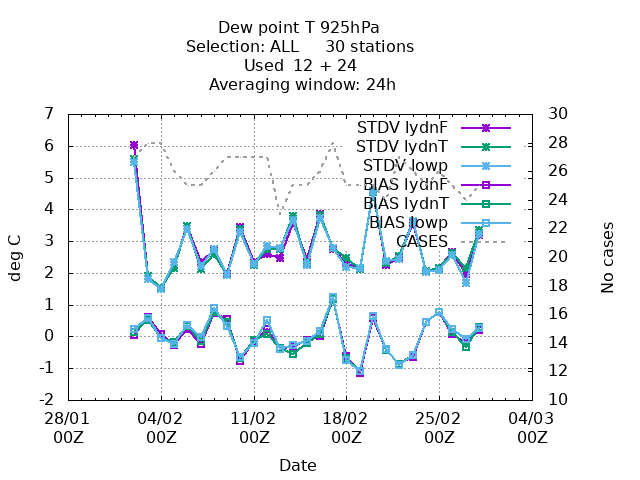 Dew point T 925hPa
Selection: ALL 30 stations
Used 12 + 24
Averaging window: 24h
7
6
5
4
3
2
1
0
-1
-2
30
28
26
24
22
20
18
16
14
12
10
deg C
No cases
STDV lydnF
STDV lydnT
STDV lowp
BIAS lydnF
BIAS lydnT
BIAS lowp
CASES
28/01 04/02 11/02 18/02 25/02 04/03
00Z 00Z 00Z 00Z 00Z 00Z
Date